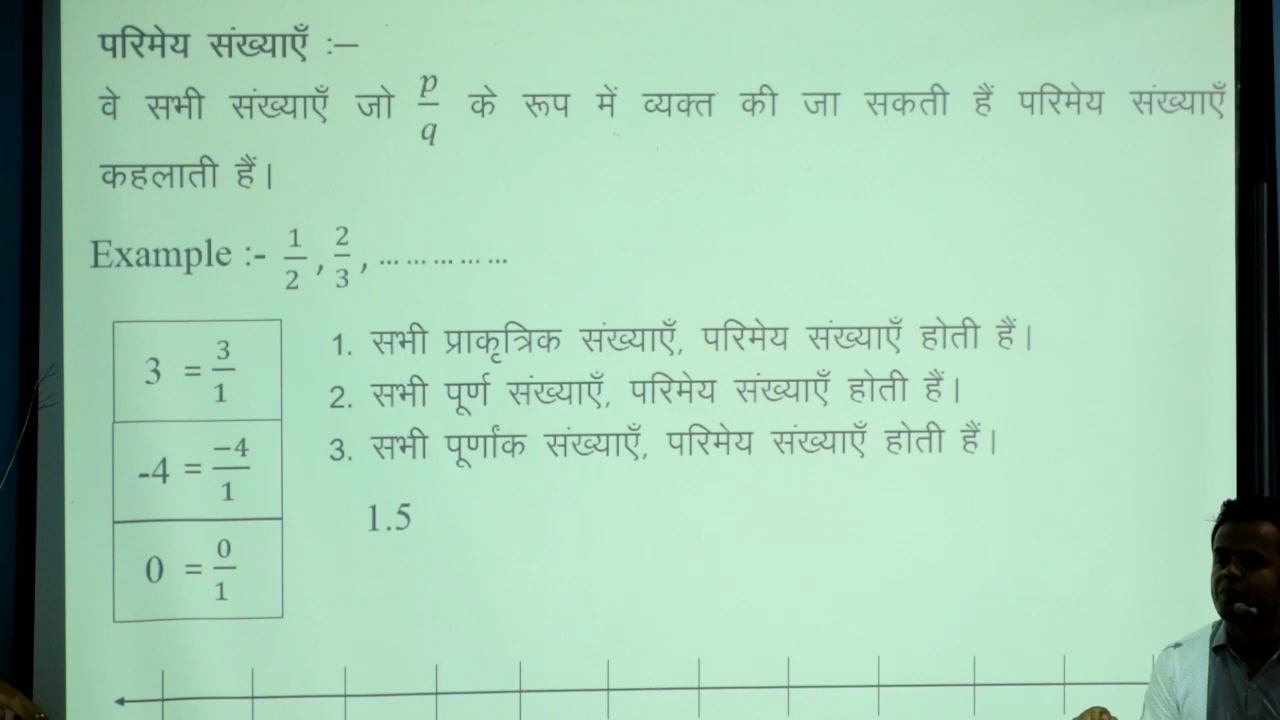 परिमेय संख्याएँ :–
वे सभी संख्याएँ जो p/q के रूप में व्यक्त की जा सकती हैं परिमेय संख्याएँ
कहलाती हैं।
Example :- 1/2 , 2/3 , ... ... ... ... ...
3 = 3/1
-4 = −4/1
0 = 0/1
1. सभी प्राकृत्रिक संख्याएँ, परिमेय संख्याएँ होती हैं।
2. सभी पूर्ण संख्याएँ, परिमेय संख्याएँ होती हैं।
3. सभी पूर्णांक संख्याएँ, परिमेय संख्याएँ होती हैं।
1.5